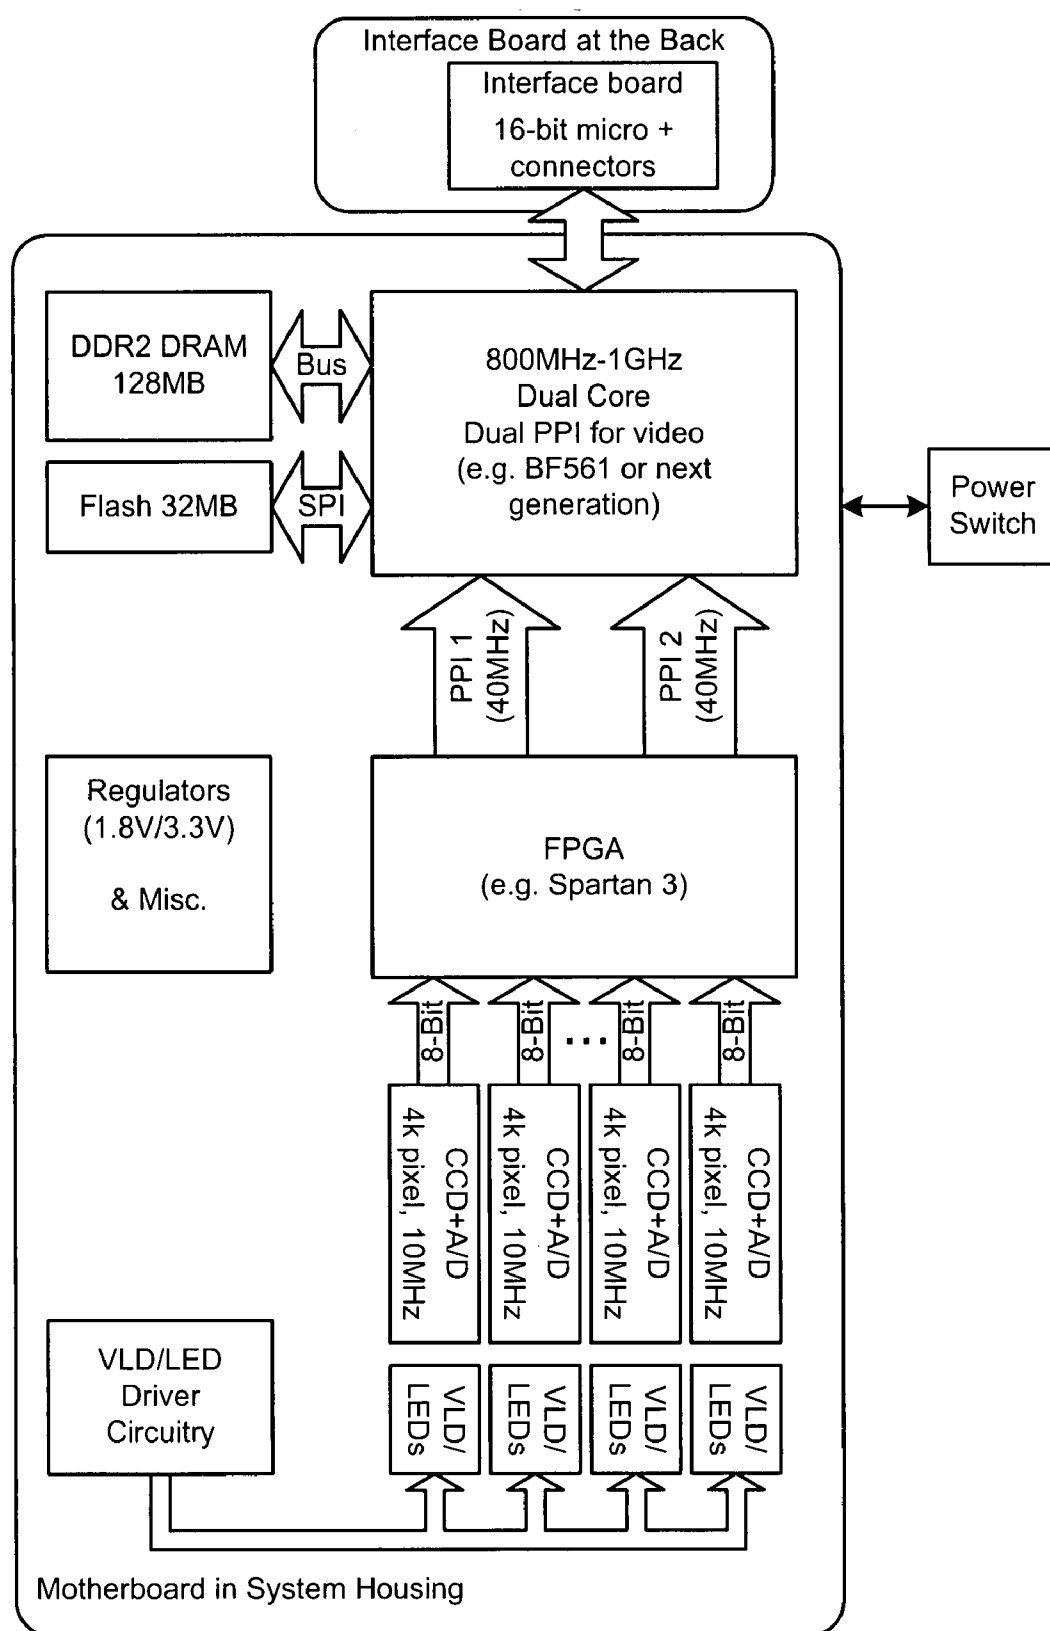 Interface Board at the Back
Interface board
16-bit micro +
connectors
DDR2 DRAM
128MB
Bus
800MHz-1GHz
Dual Core
Dual PPI for video
(e.g. BF561 or next
generation)
Flash 32MB
SPI
Power
Switch
PPI 1
(40MHz)
PPI 2
(40MHz)
Regulators
(1.8V/3.3V)
& Misc.
FPGA
(e.g. Spartan 3)
8-Bit
8-Bit
...
8-Bit
8-Bit
CCD+A/D
4k pixel, 10MHz
CCD+A/D
4k pixel, 10MHz
CCD+A/D
4k pixel, 10MHz
CCD+A/D
4k pixel, 10MHz
VLD/LED
Driver
Circuitry
VLD/
LEDs
VLD/
LEDs
VLD/
LEDs
VLD/
LEDs
Motherboard in System Housing